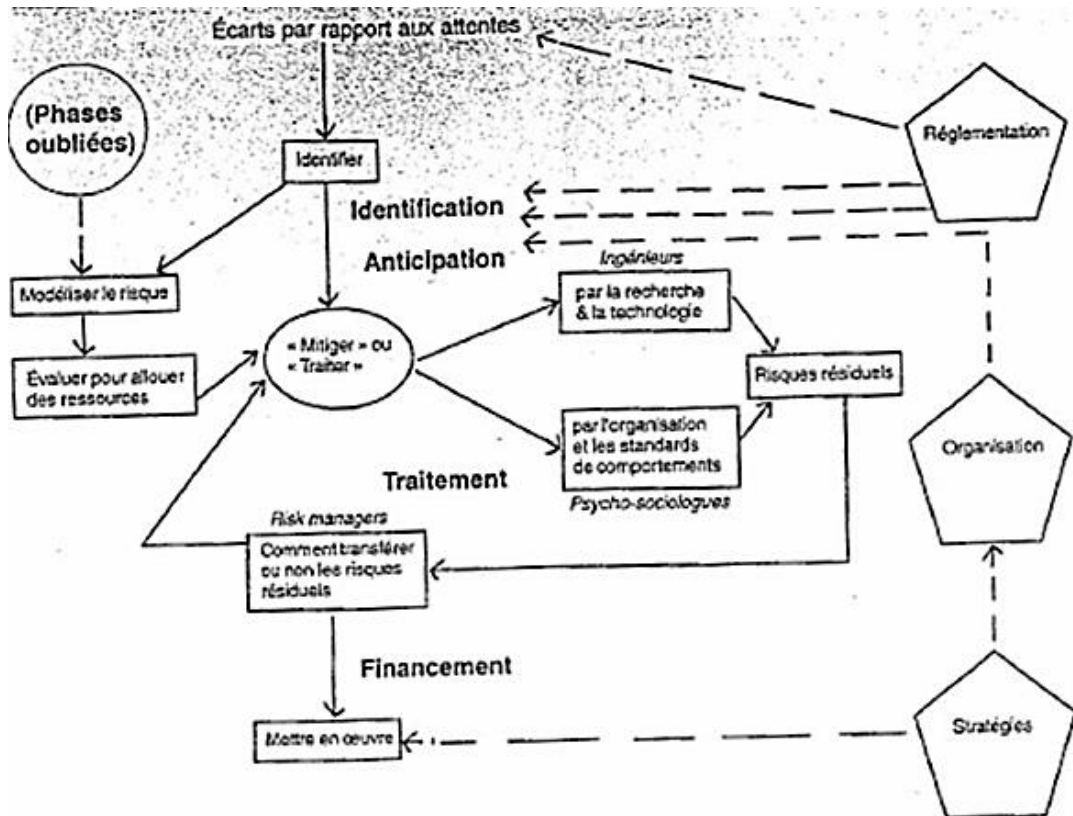 Écarts par rapport aux attentes
(Phases
oubliées)
Réglementation
Identifier
Identification
Anticipation
Ingénieurs
Modéliser le risque
par la recherche
& la technologie
« Mitiger » ou
« Traiter »
Évaluer pour allouer
des ressources
Risques résiduels
par l'organisation
et les standards
de comportements
Organisation
Traitement
Psycho-sociologues
Risk managers
Comment transférer
ou non les risques
résiduels
Financement
Mettre en œuvre
Stratégies